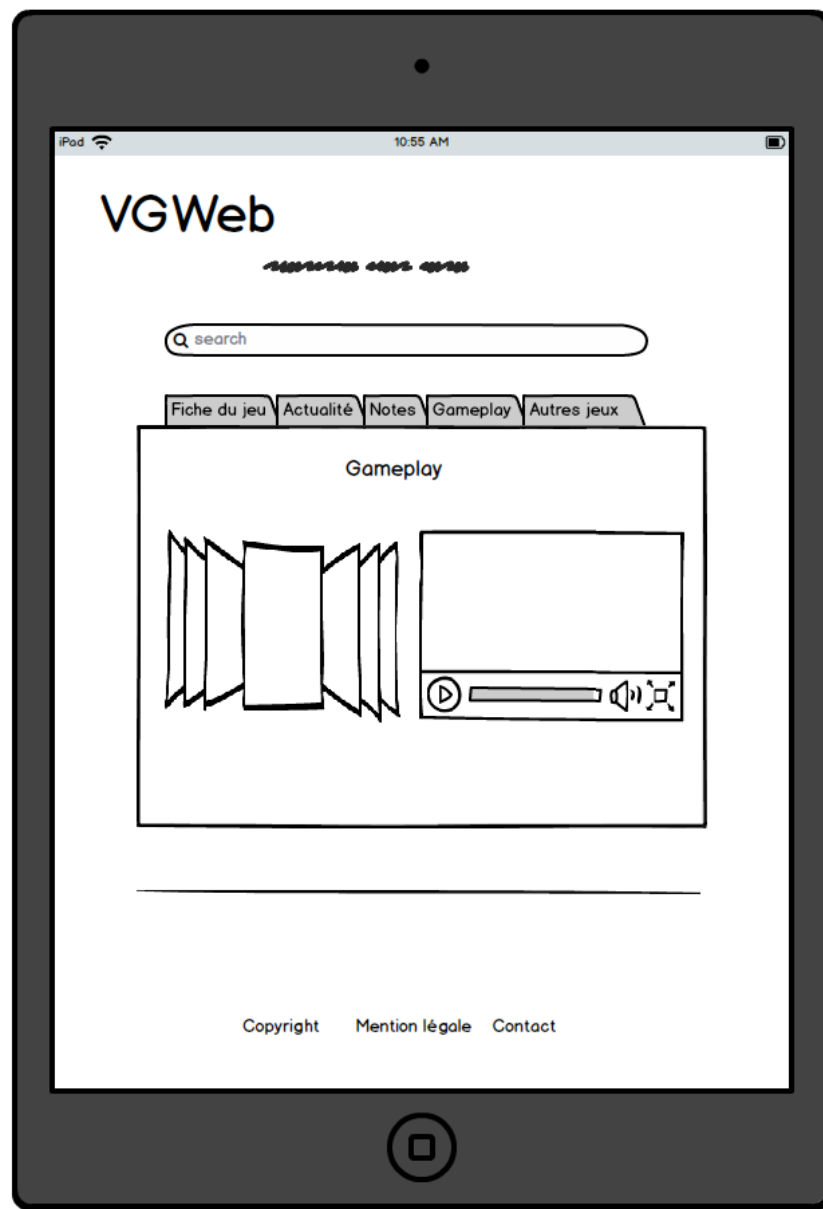 iPad 10:55 AM
VGWeb
search
Fiche du jeu Actualité Notes Gameplay Autres jeux
Gameplay
Copyright Mention légale Contact